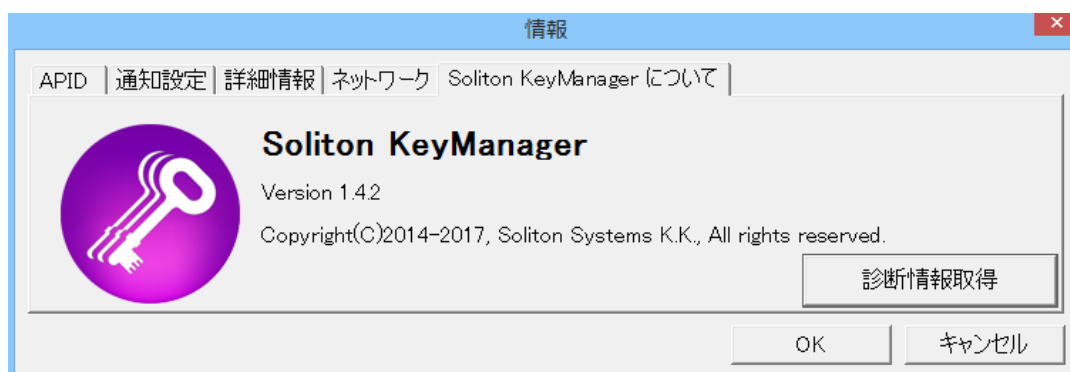 情報
APID 通知設定 詳細情報 ネットワーク Soliton KeyManager について
Soliton KeyManager
Version 1.4.2
Copyright(C)2014-2017, Soliton Systems K.K., All rights reserved.
診断情報取得
OK キャンセル